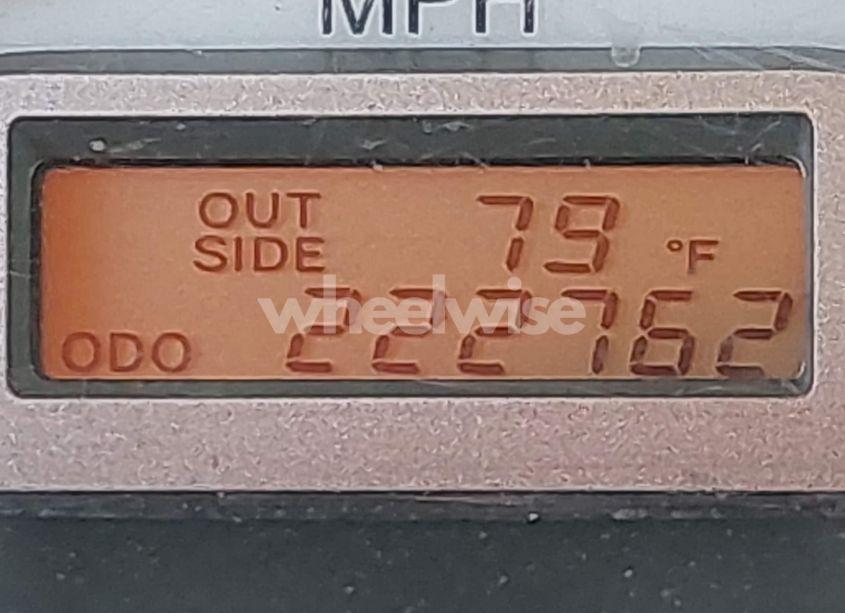 MPH
OUT
SIDE 79 °F
wheelwise
ODO 222762